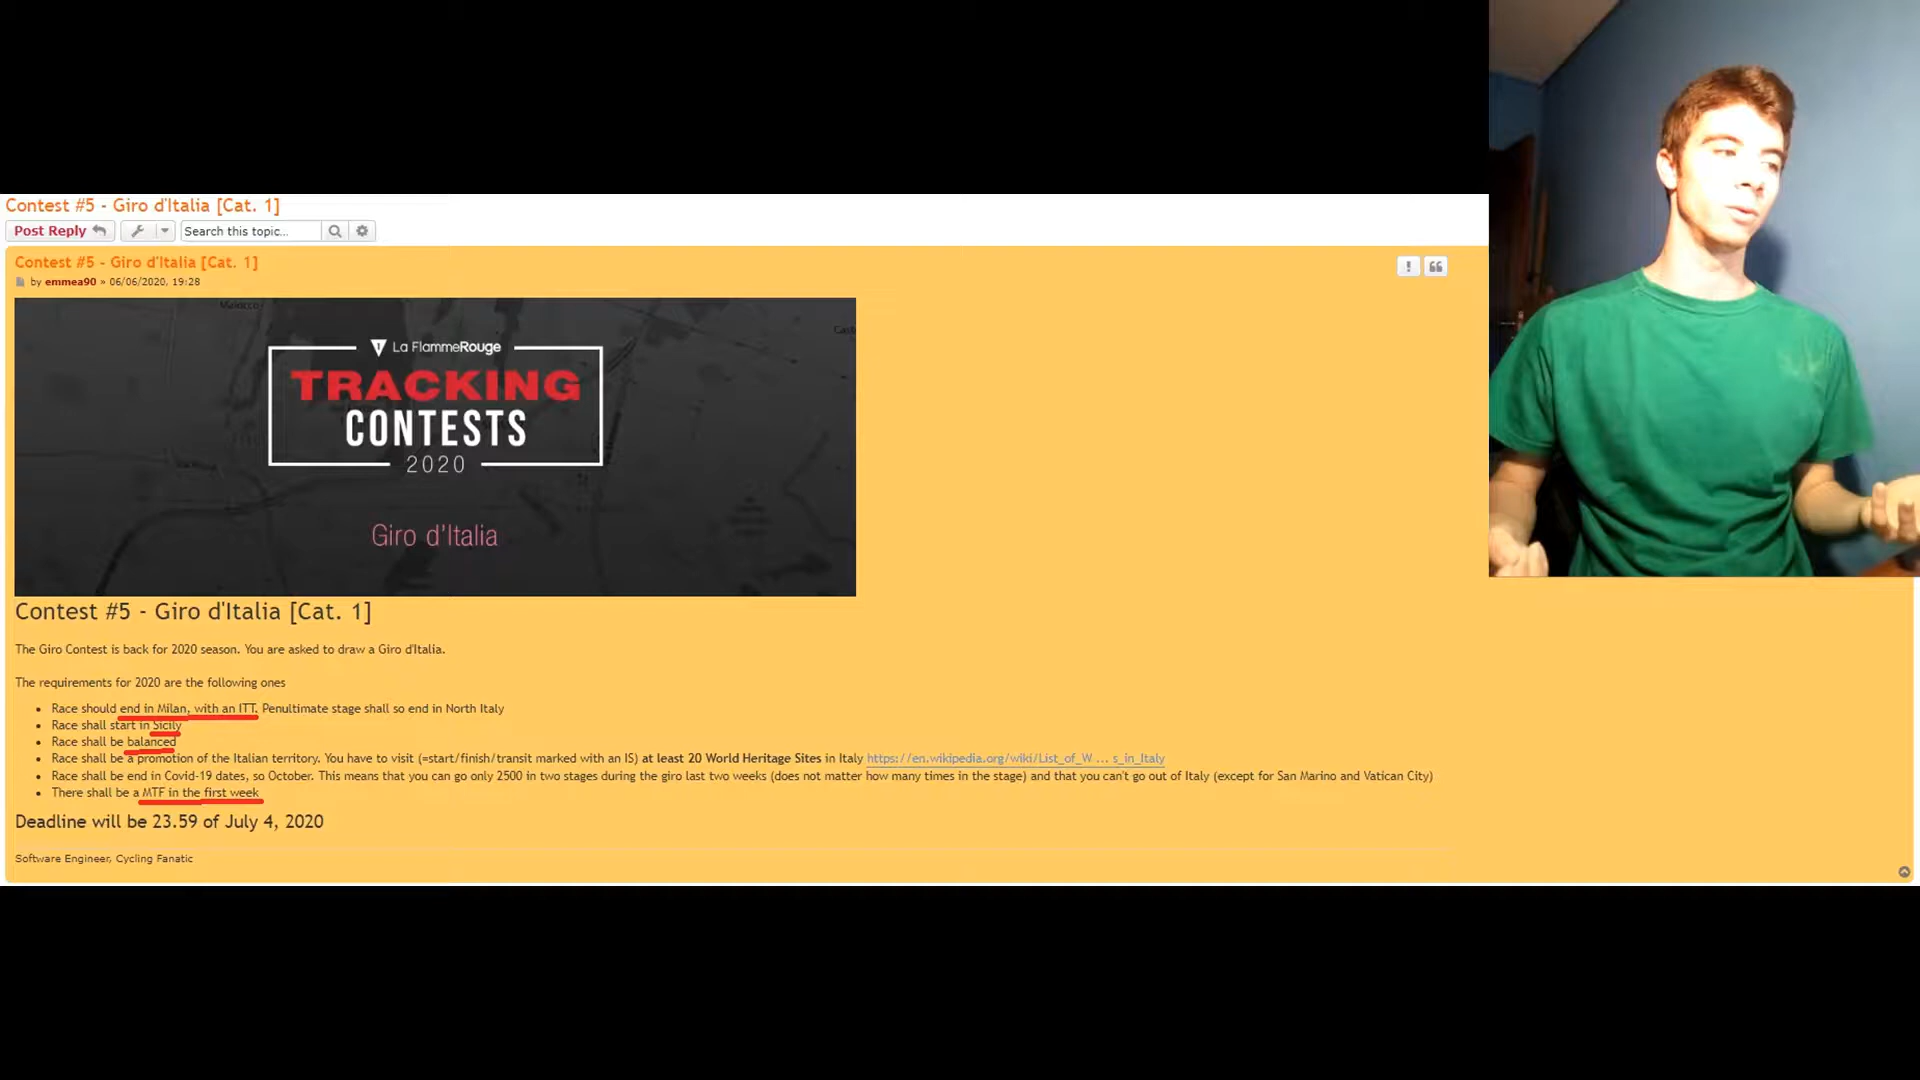 Contest #5 - Giro d'Italia [Cat. 1]
Post Reply
Search this topic...
Contest #5 - Giro d'Italia [Cat. 1]
by emmea90 » 06/06/2020, 19:28
La FlammeRouge
TRACKING
CONTESTS
2020
Giro d'Italia
Contest #5 - Giro d'Italia [Cat. 1]
The Giro Contest is back for 2020 season. You are asked to draw a Giro d'Italia.
The requirements for 2020 are the following ones
Race should end in Milan, with an ITT. Penultimate stage shall so end in North Italy
Race shall start in Sicily
Race shall be balanced
Race shall be a promotion of the Italian territory. You have to visit (=start/finish/transit marked with an IS) at least 20 World Heritage Sites in Italy https://en.wikipedia.org/wiki/List_of_W ... s_in_Italy
Race shall be end in Covid-19 dates, so October. This means that you can go only 2500 in two stages during the giro last two weeks (does not matter how many times in the stage) and that you can't go out of Italy (except for San Marino and Vatican City)
There shall be a MTF in the first week
Deadline will be 23.59 of July 4, 2020
Software Engineer, Cycling Fanatic